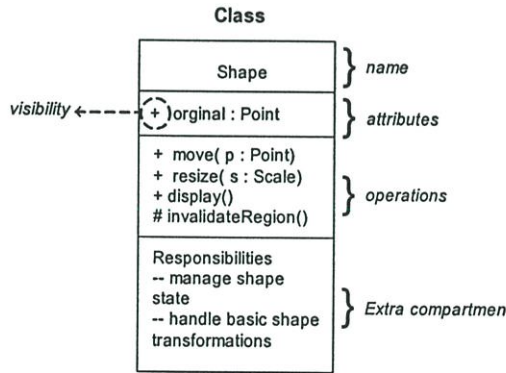 Class
Shape
name
visibility
+ orginal : Point
attributes
+ move( p : Point)
+ resize( s : Scale)
+ display()
# invalidateRegion()
operations
Responsibilities
-- manage shape
state
-- handle basic shape
transformations
Extra compartmen